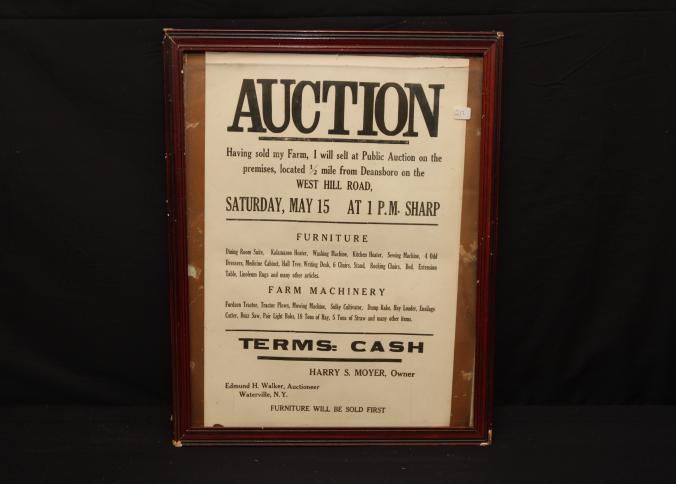 AUCTION
Having sold my Farm, I will sell at Public Auction on the
premises, located ½ mile from Deansboro on the
WEST HILL ROAD,
SATURDAY, MAY 15 AT 1 P.M. SHARP
FURNITURE
Dining Room Suite, Kalamazoo Heater, Washing Machine, Kitchen Heater, Sewing Machine, 4 Odd
Dressers, Medicine Cabinet, Hall Tree, Writing Desk, 6 Chairs, Stand, Rocking Chairs, Bed, Extension
Table, Linoleum Rugs and many other articles.
FARM MACHINERY
Fordson Tractor, Tractor Plows, Mowing Machine, Sulky Cultivator, Dump Rake, Hay Loader, Ensilage
Cutter, Buzz Saw, Pair Light Bobs, 18 Tons of Hay, 5 Tons of Straw and many other items.
TERMS: CASH
HARRY S. MOYER, Owner
Edmund H. Walker, Auctioneer
Waterville, N.Y.
FURNITURE WILL BE SOLD FIRST